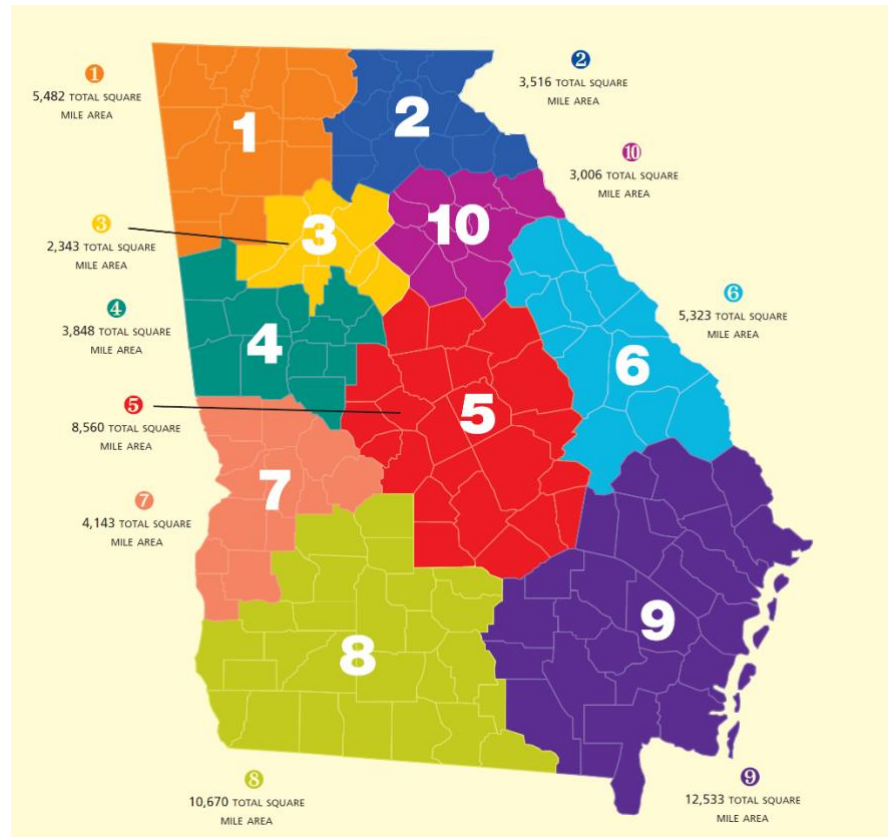 1
5,482 TOTAL SQUARE
MILE AREA
2
3,516 TOTAL SQUARE
MILE AREA
10
3,006 TOTAL SQUARE
MILE AREA
3
2,343 TOTAL SQUARE
MILE AREA
6
5,323 TOTAL SQUARE
MILE AREA
4
3,848 TOTAL SQUARE
MILE AREA
5
8,560 TOTAL SQUARE
MILE AREA
7
4,143 TOTAL SQUARE
MILE AREA
8
10,670 TOTAL SQUARE
MILE AREA
9
12,533 TOTAL SQUARE
MILE AREA
1
2
3
10
4
6
5
7
9
8